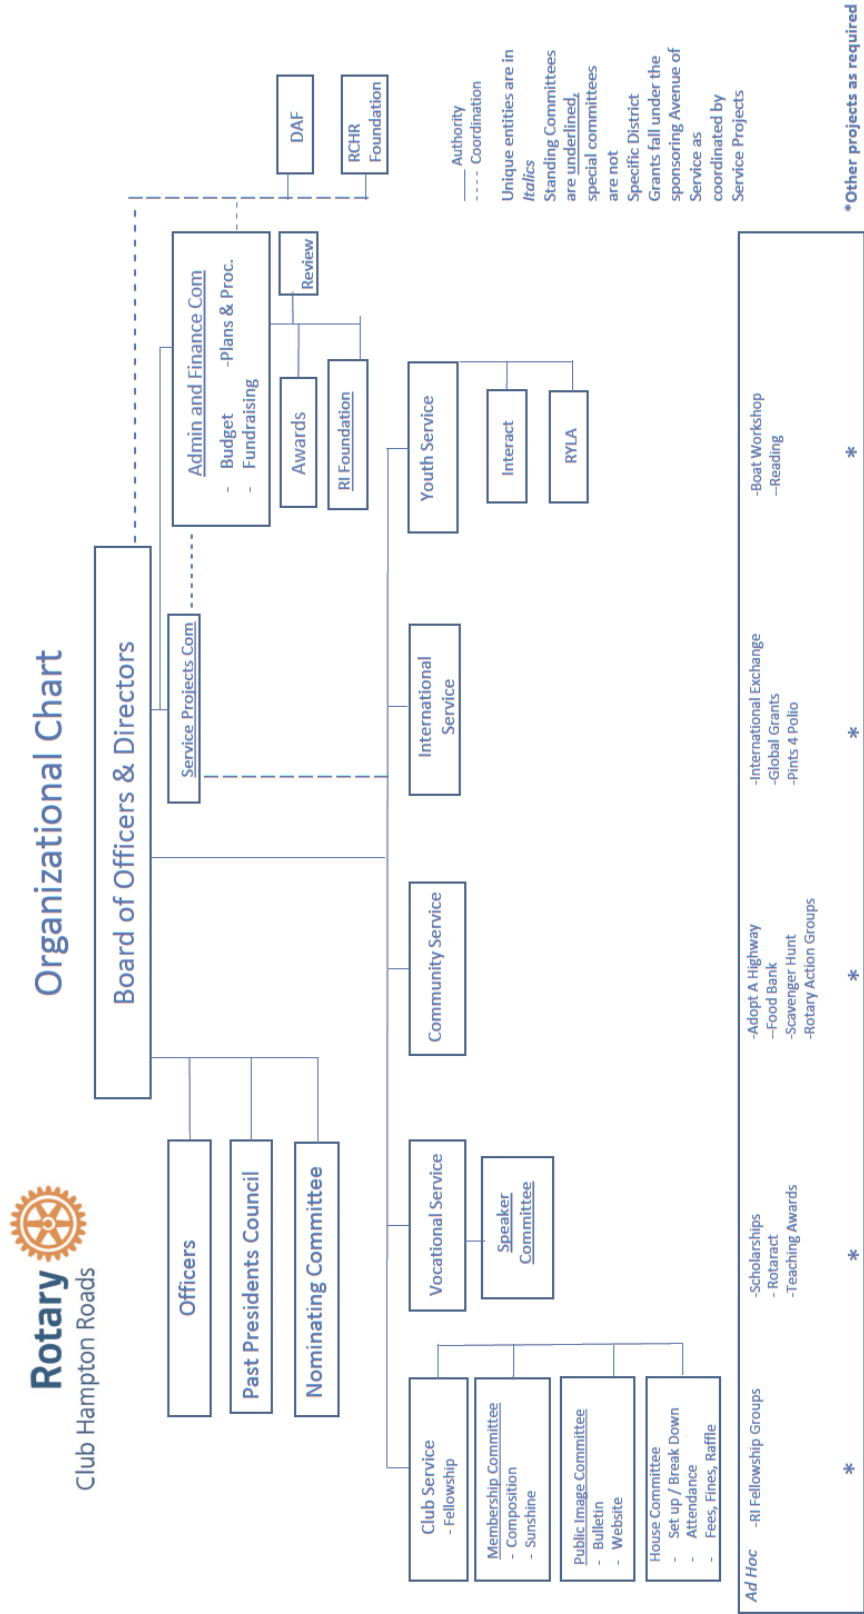 Rotary
Club Hampton Roads
Organizational Chart
Board of Officers & Directors
Officers
Past Presidents Council
Nominating Committee
Service Projects Com
Admin and Finance Com
- Budget -Plans & Proc.
- Fundraising
Review
Awards
RI Foundation
DAF
RCHR
Foundation
Club Service
- Fellowship
Membership Committee
- Composition
- Sunshine
Public Image Committee
- Bulletin
- Website
House Committee
- Set up / Break Down
- Attendance
- Fees, Fines, Raffle
Vocational Service
Speaker
Committee
Community Service
International
Service
Youth Service
Interact
RYLA
Authority
Coordination
Unique entities are in
Italics
Standing Committees
are underlined,
special committees
are not
Specific District
Grants fall under the
sponsoring Avenue of
Service as
coordinated by
Service Projects
Ad Hoc
-RI Fellowship Groups
*
-Scholarships
- Rotaract
-Teaching Awards
*
-Adopt A Highway
--Food Bank
-Scavenger Hunt
-Rotary Action Groups
*
-International Exchange
-Global Grants
-Pints 4 Polio
*
-Boat Workshop
--Reading
*
*Other projects as required